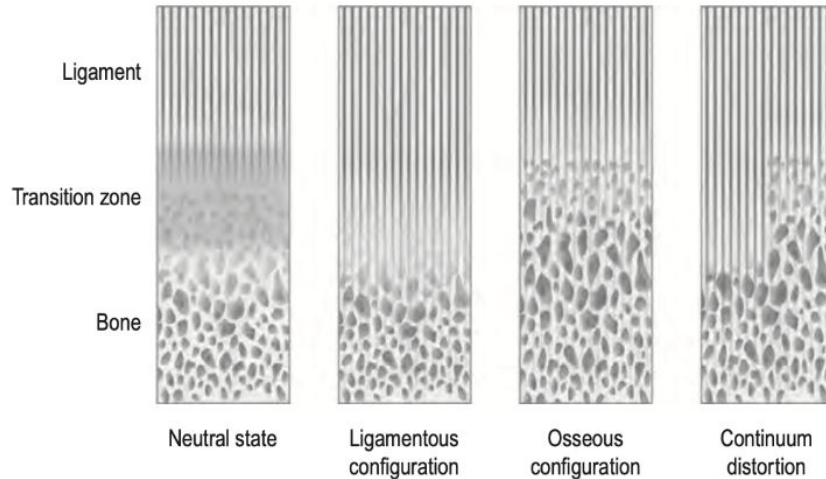 Ligament
Transition zone
Bone
Neutral state
Ligamentous
configuration
Osseous
configuration
Continuum
distortion